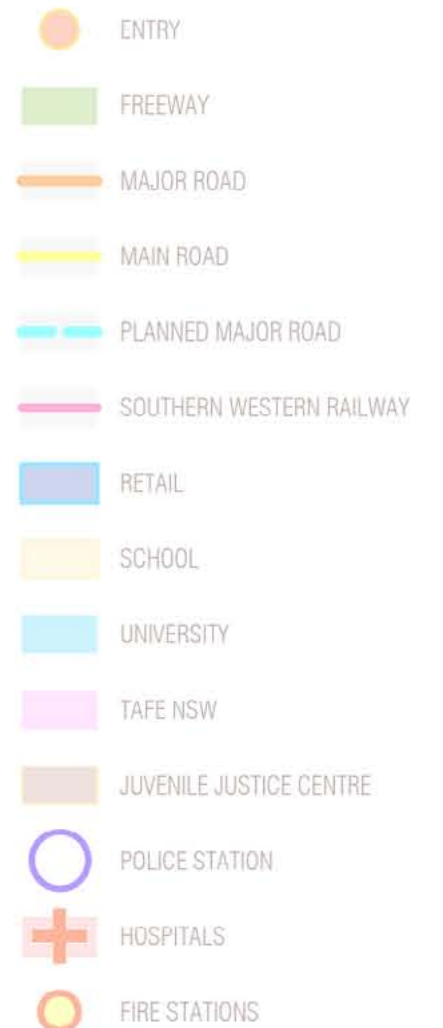 ENTRY
FREEWAY
MAJOR ROAD
MAIN ROAD
PLANNED MAJOR ROAD
SOUTHERN WESTERN RAILWAY
RETAIL
SCHOOL
UNIVERSITY
TAFE NSW
JUVENILE JUSTICE CENTRE
POLICE STATION
HOSPITALS
FIRE STATIONS